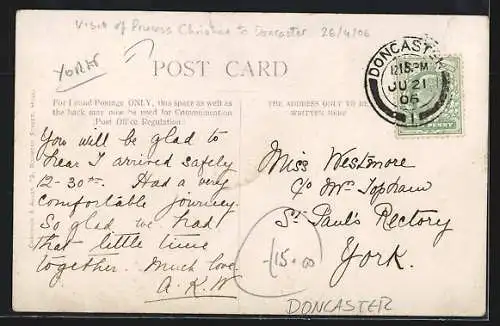 Visit of Princess Christian to Doncaster 26/4/06
YORK
POST CARD
DONCASTER
12.15PM
JU 21
06
1
For Inland Postage ONLY, this space as well as the
back may now be used for Communication
(Post Office Regulation)
THE ADDRESS ONLY TO BE
WRITTEN HERE
You will be glad to
hear I arrived safely
12-30
Had a very
comfortable journey.
So glad we had
that little time
together. Much love
A.K.W
Miss Westmore
c/o Mrs Topham
St Paul's Rectory
York.
£15.00
DONCASTER